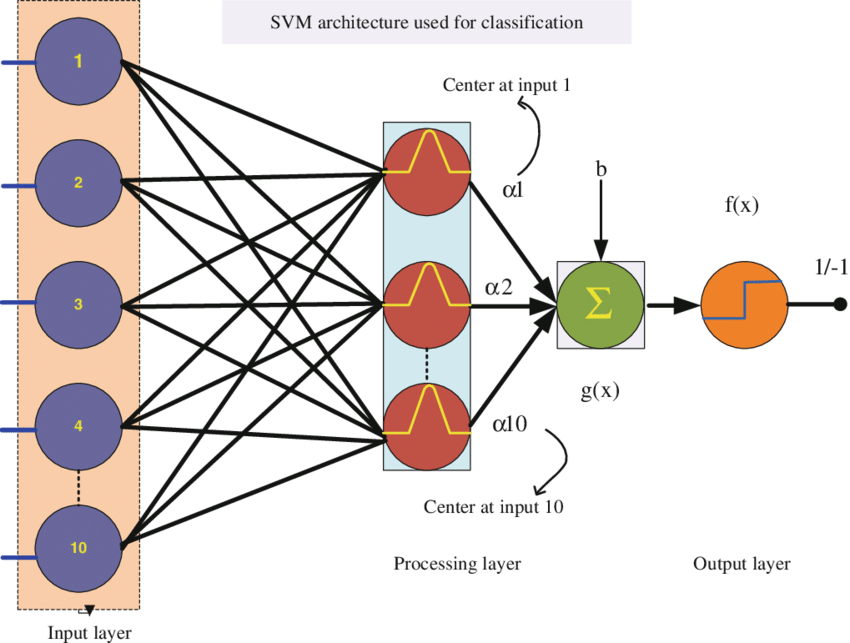 SVM architecture used for classification
1
2
3
4
10
Center at input 1
α1
α2
α10
Center at input 10
b
Σ
g(x)
f(x)
1/-1
Input layer
Processing layer
Output layer